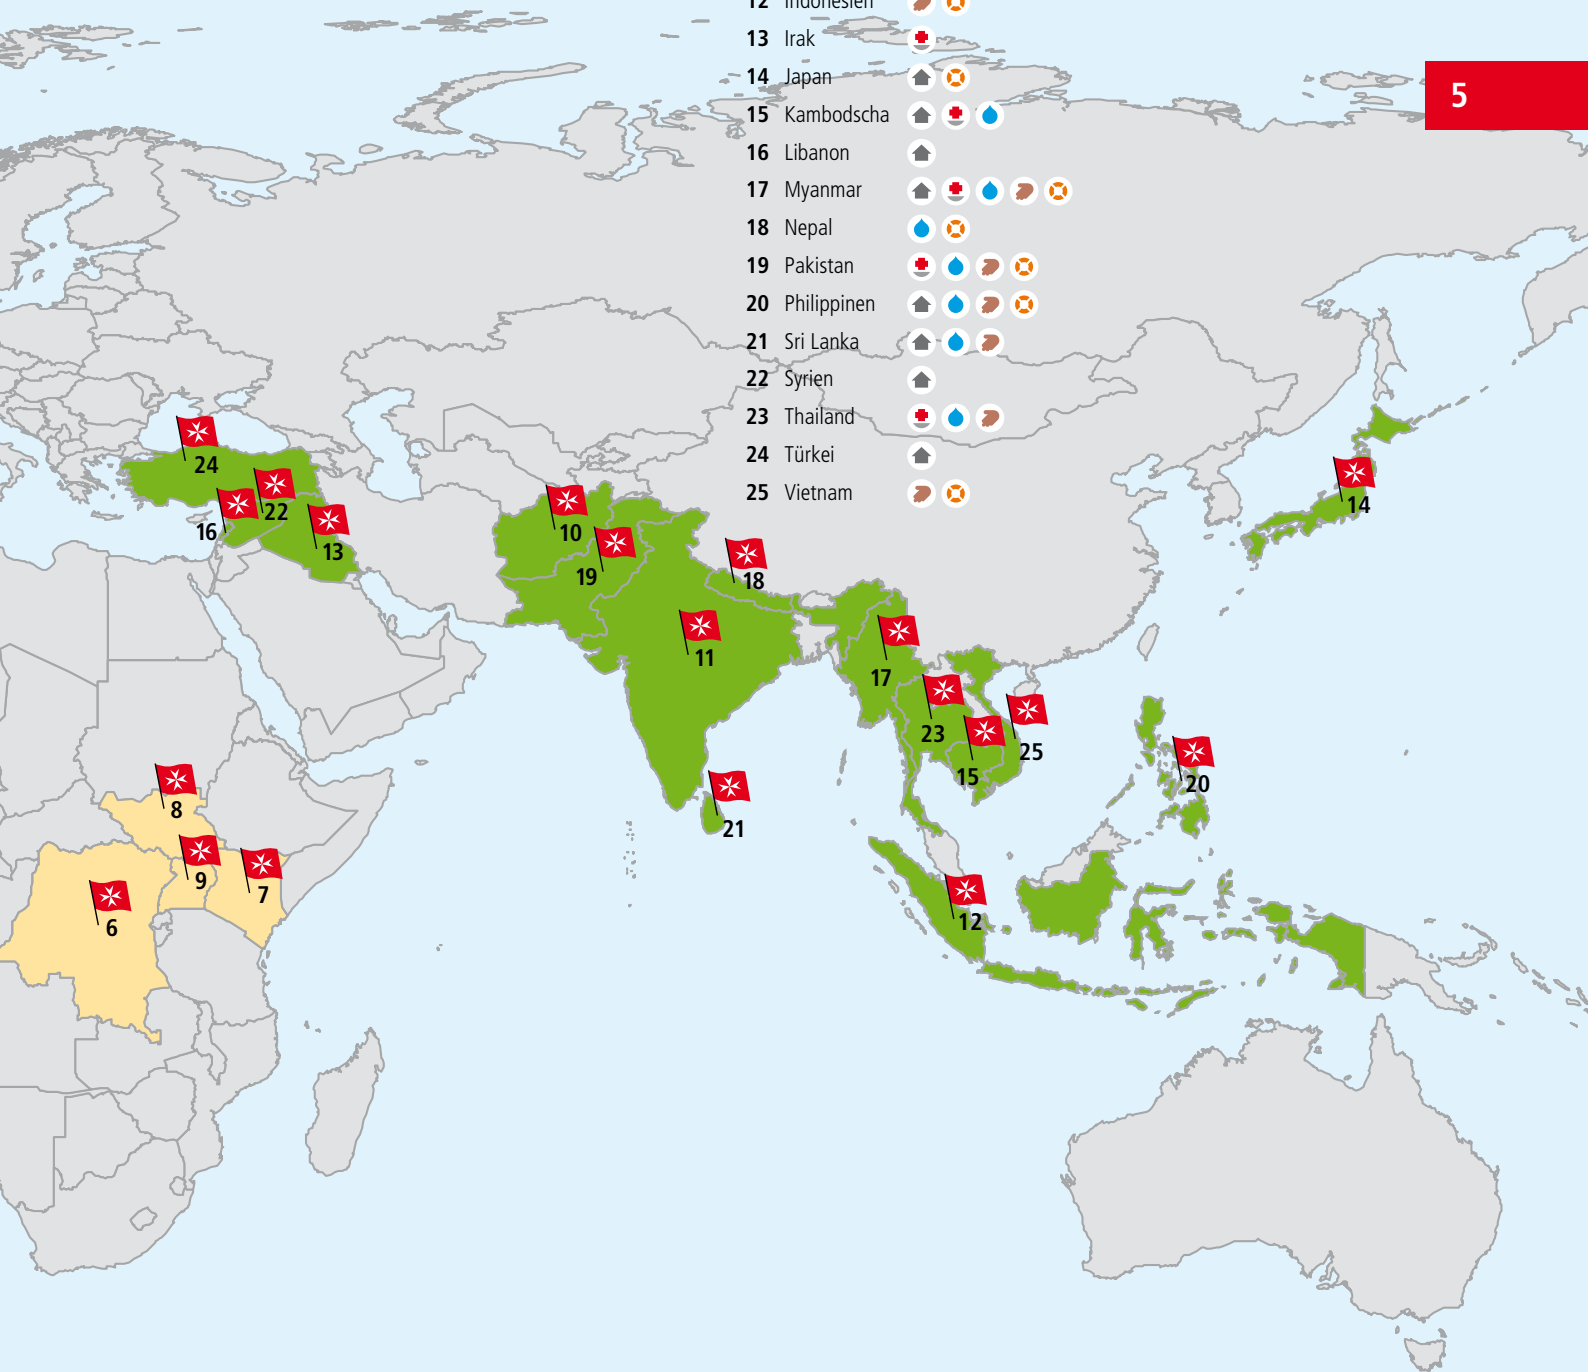 12 Indonesien
13 Irak
14 Japan
15 Kambodscha
16 Libanon
17 Myanmar
18 Nepal
19 Pakistan
20 Philippinen
21 Sri Lanka
22 Syrien
23 Thailand
24 Türkei
25 Vietnam
5
24
22
16
13
10
19
18
11
14
17
23
25
15
20
21
8
9
7
6
12